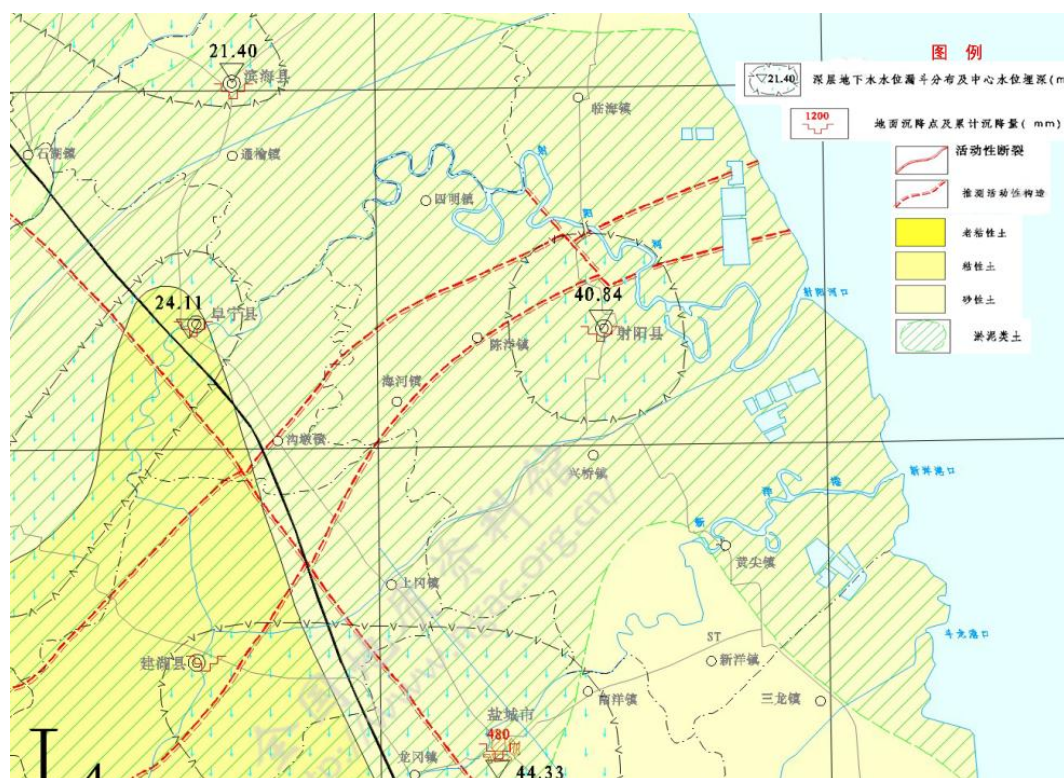 图 例
21.40
深层地下水水位漏斗分布及中心水位埋深(m
1200
地面沉降点及累计沉降量( mm)
活动性断裂
推测活动性构造
老粘性土
粘性土
砂性土
淤泥类土
21.40
滨海县
临海镇
石湖镇
通榆镇
四明镇
射
阳
河
24.11
阜宁县
40.84
射阳县
射阳河口
陈洋镇
海河镇
沟墩镇
兴桥镇
新洋港口
新
洋
港
黄尖镇
上冈镇
斗龙港口
建湖县
ST
新洋镇
南洋镇
三龙镇
盐城市
480
龙冈镇
44.33